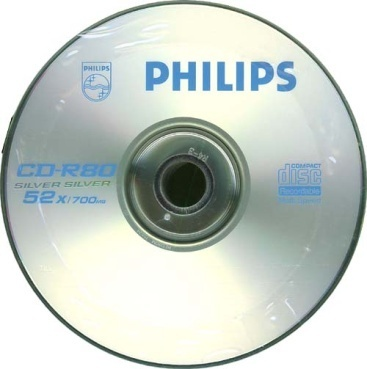 PHILIPS
PHILIPS
CD-R80
SILVER SILVER
52x/700MB
COMPACT
disc
Recordable